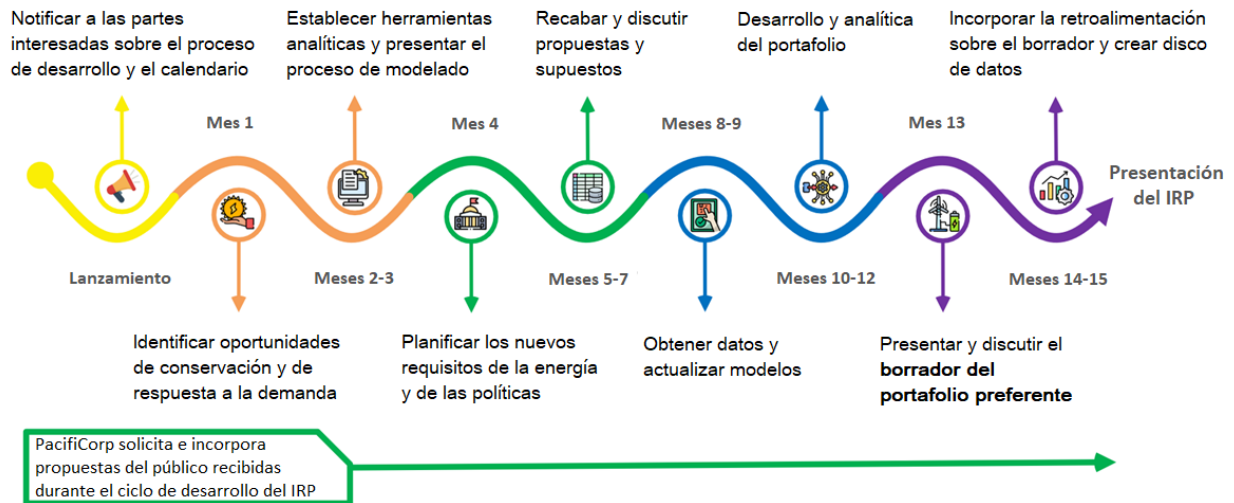 Notificar a las partes
interesadas sobre el proceso
de desarrollo y el calendario
Establecer herramientas
analíticas y presentar el
proceso de modelado
Recabar y discutir
propuestas y
supuestos
Desarrollo y analítica
del portafolio
Incorporar la retroalimentación
sobre el borrador y crear disco
de datos
Mes 1
Mes 4
Meses 8-9
Mes 13
Presentación
del IRP
Lanzamiento
Meses 2-3
Meses 5-7
Meses 10-12
Meses 14-15
Identificar oportunidades
de conservación y de
respuesta a la demanda
Planificar los nuevos
requisitos de la energía
y de las políticas
Obtener datos y
actualizar modelos
Presentar y discutir el
borrador del
portafolio preferente
PacifiCorp solicita e incorpora
propuestas del público recibidas
durante el ciclo de desarrollo del IRP